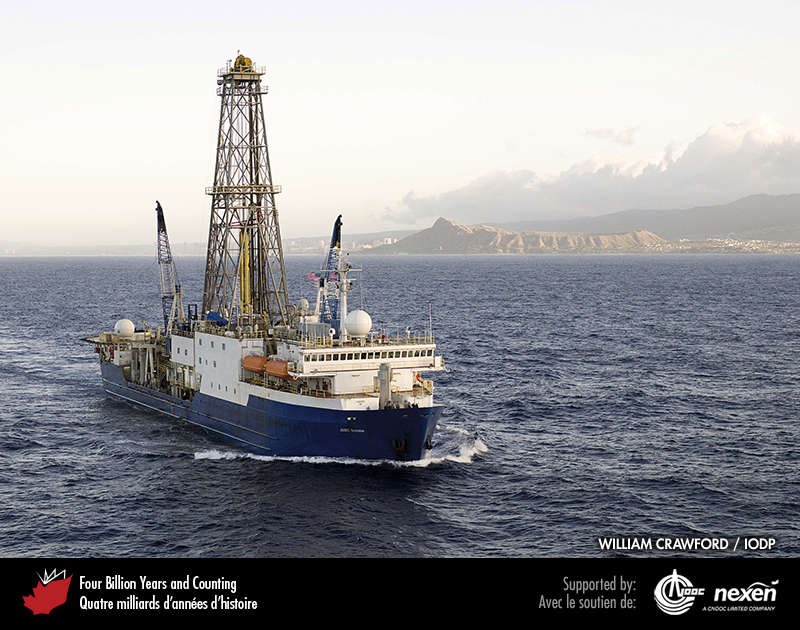 WILLIAM CRAWFORD / IODP
Four Billion Years and Counting
Quatre milliards d’années d’histoire
Supported by:
Avec le soutien de:
CNOOC
nexen
A CNOOC LIMITED COMPANY